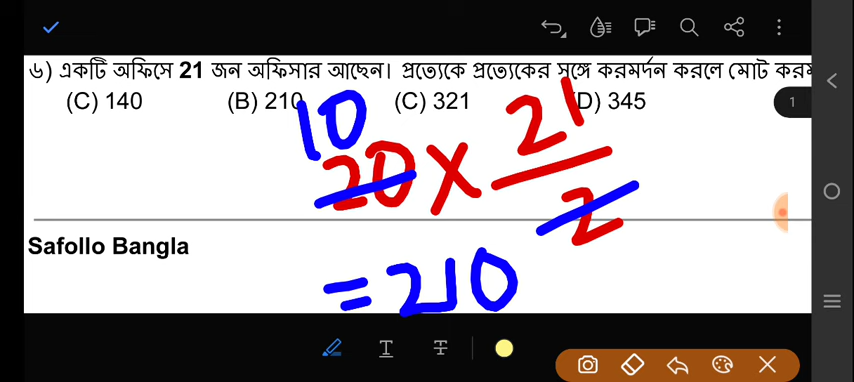 ৬) একটি অফিসে 21 জন অফিসার আছেন। প্রত্যেকে প্রত্যেকের সঙ্গে করমর্দন করলে মোট
(C) 140 (B) 210 (C) 321 (D) 345
1
10
20 × 21
2
Safollo Bangla
= 210
T T